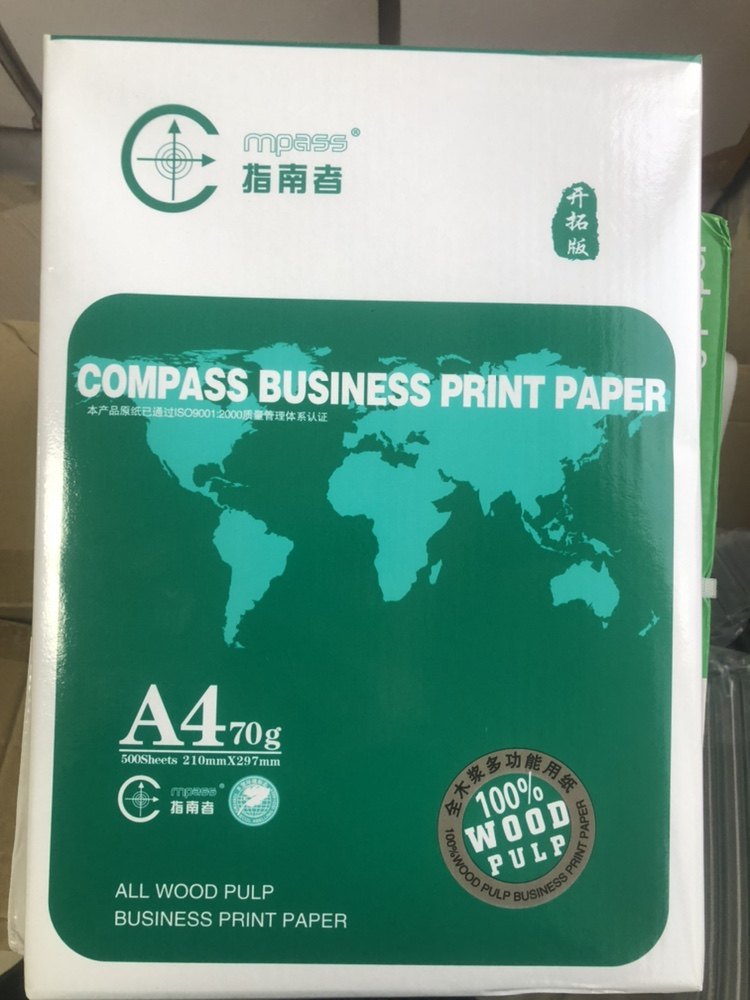 mpass®
指南者
开拓版
COMPASS BUSINESS PRINT PAPER
本产品原纸已通过ISO9001:2000质量管理体系认证
A4 70g
500Sheets 210mmX297mm
mpass®
指南者
全木浆多功能用纸
100%
WOOD
PULP
100%WOOD PULP BUSINESS PRINT PAPER
ALL WOOD PULP
BUSINESS PRINT PAPER